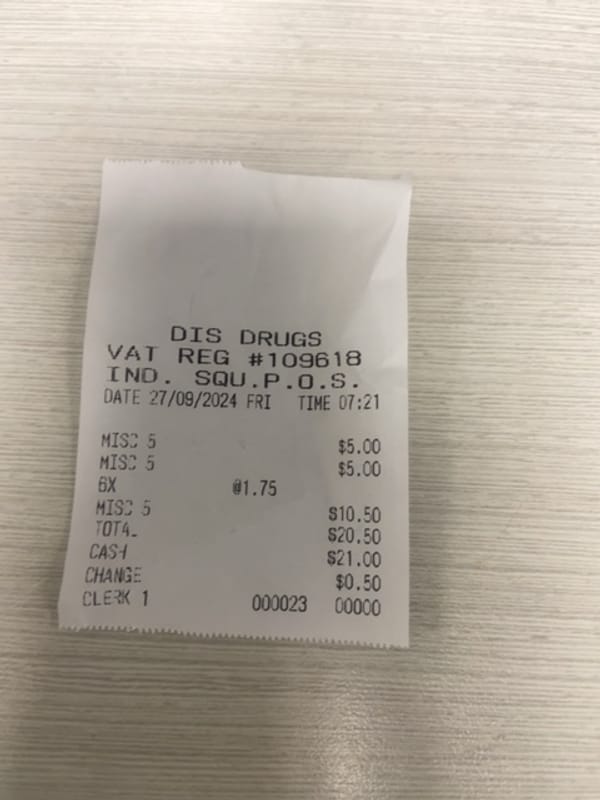 DIS DRUGS
VAT REG #109618
IND. SQU.P.O.S.
DATE 27/09/2024 FRI TIME 07:21
MISC 5 $5.00
MISC 5 $5.00
6X @1.75
MISC 5 $10.50
TOTAL $20.50
CASH $21.00
CHANGE $0.50
CLERK 1 000023 00000